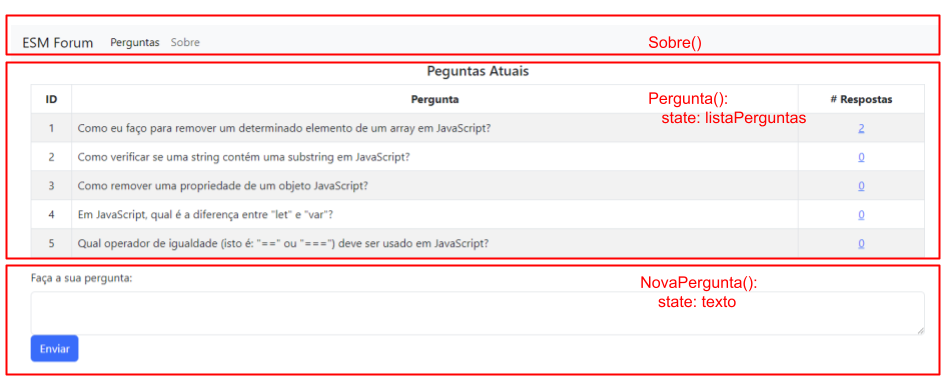 ESM Forum Perguntas Sobre Sobre()
Peguntas Atuais
ID Pergunta Pergunta(): # Respostas
state: listaPerguntas
1 Como eu faço para remover um determinado elemento de um array em JavaScript? 2
2 Como verificar se uma string contém uma substring em JavaScript? 0
3 Como remover uma propriedade de um objeto JavaScript? 0
4 Em JavaScript, qual é a diferença entre "let" e "var"? 0
5 Qual operador de igualdade (isto é: "==" ou "===") deve ser usado em JavaScript? 0
Faça a sua pergunta: NovaPergunta():
state: texto
Enviar